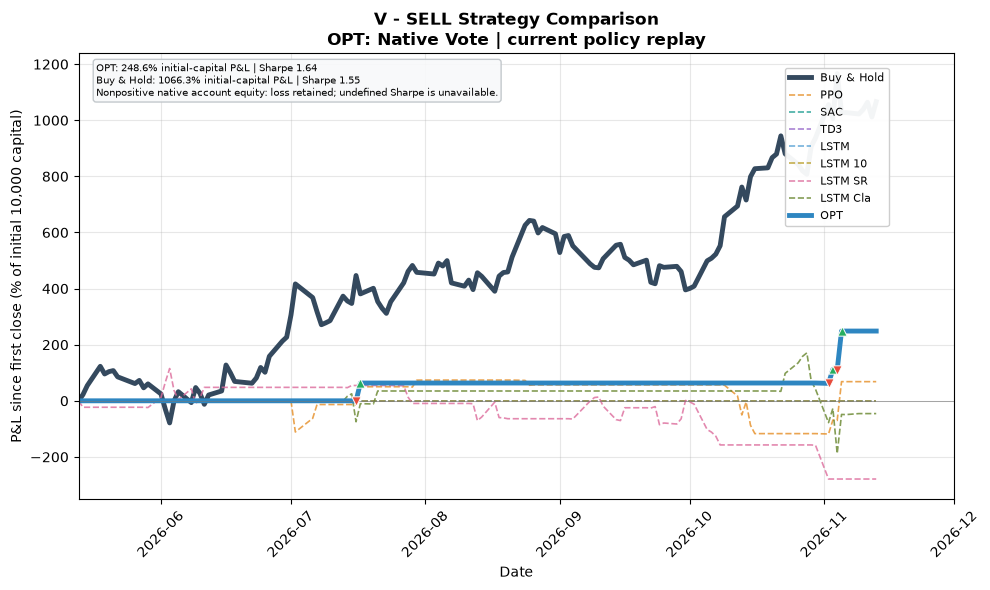 V - SELL Strategy Comparison
OPT: Native Vote | current policy replay
OPT: 248.6% initial-capital P&L | Sharpe 1.64
Buy & Hold: 1066.3% initial-capital P&L | Sharpe 1.55
Nonpositive native account equity: loss retained; undefined Sharpe is unavailable.
Buy & Hold
PPO
SAC
TD3
LSTM
LSTM 10
LSTM SR
LSTM Cla
OPT
P&L since first close (% of initial 10,000 capital)
1200
1000
800
600
400
200
0
−200
2026-06
2026-07
2026-08
2026-09
2026-10
2026-11
2026-12
Date